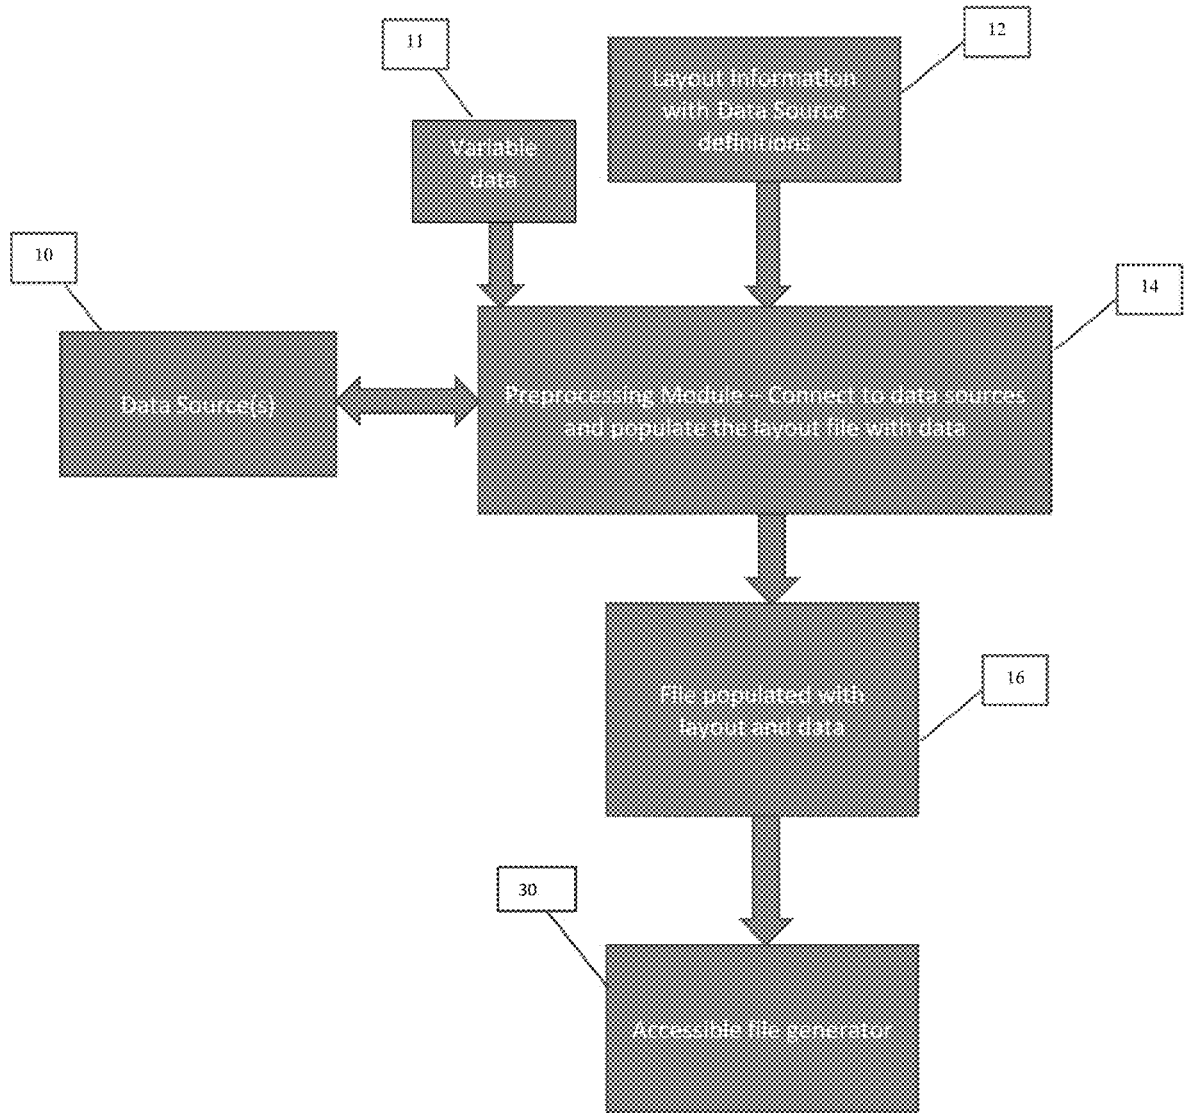 11
12
Layout Information
with Data Source
definitions
Variable
data
10
14
Data Source(s)
Preprocessing Module – Connect to data sources
and populate the layout file with data
File populated with
layout and data
16
30
Accessible file generator